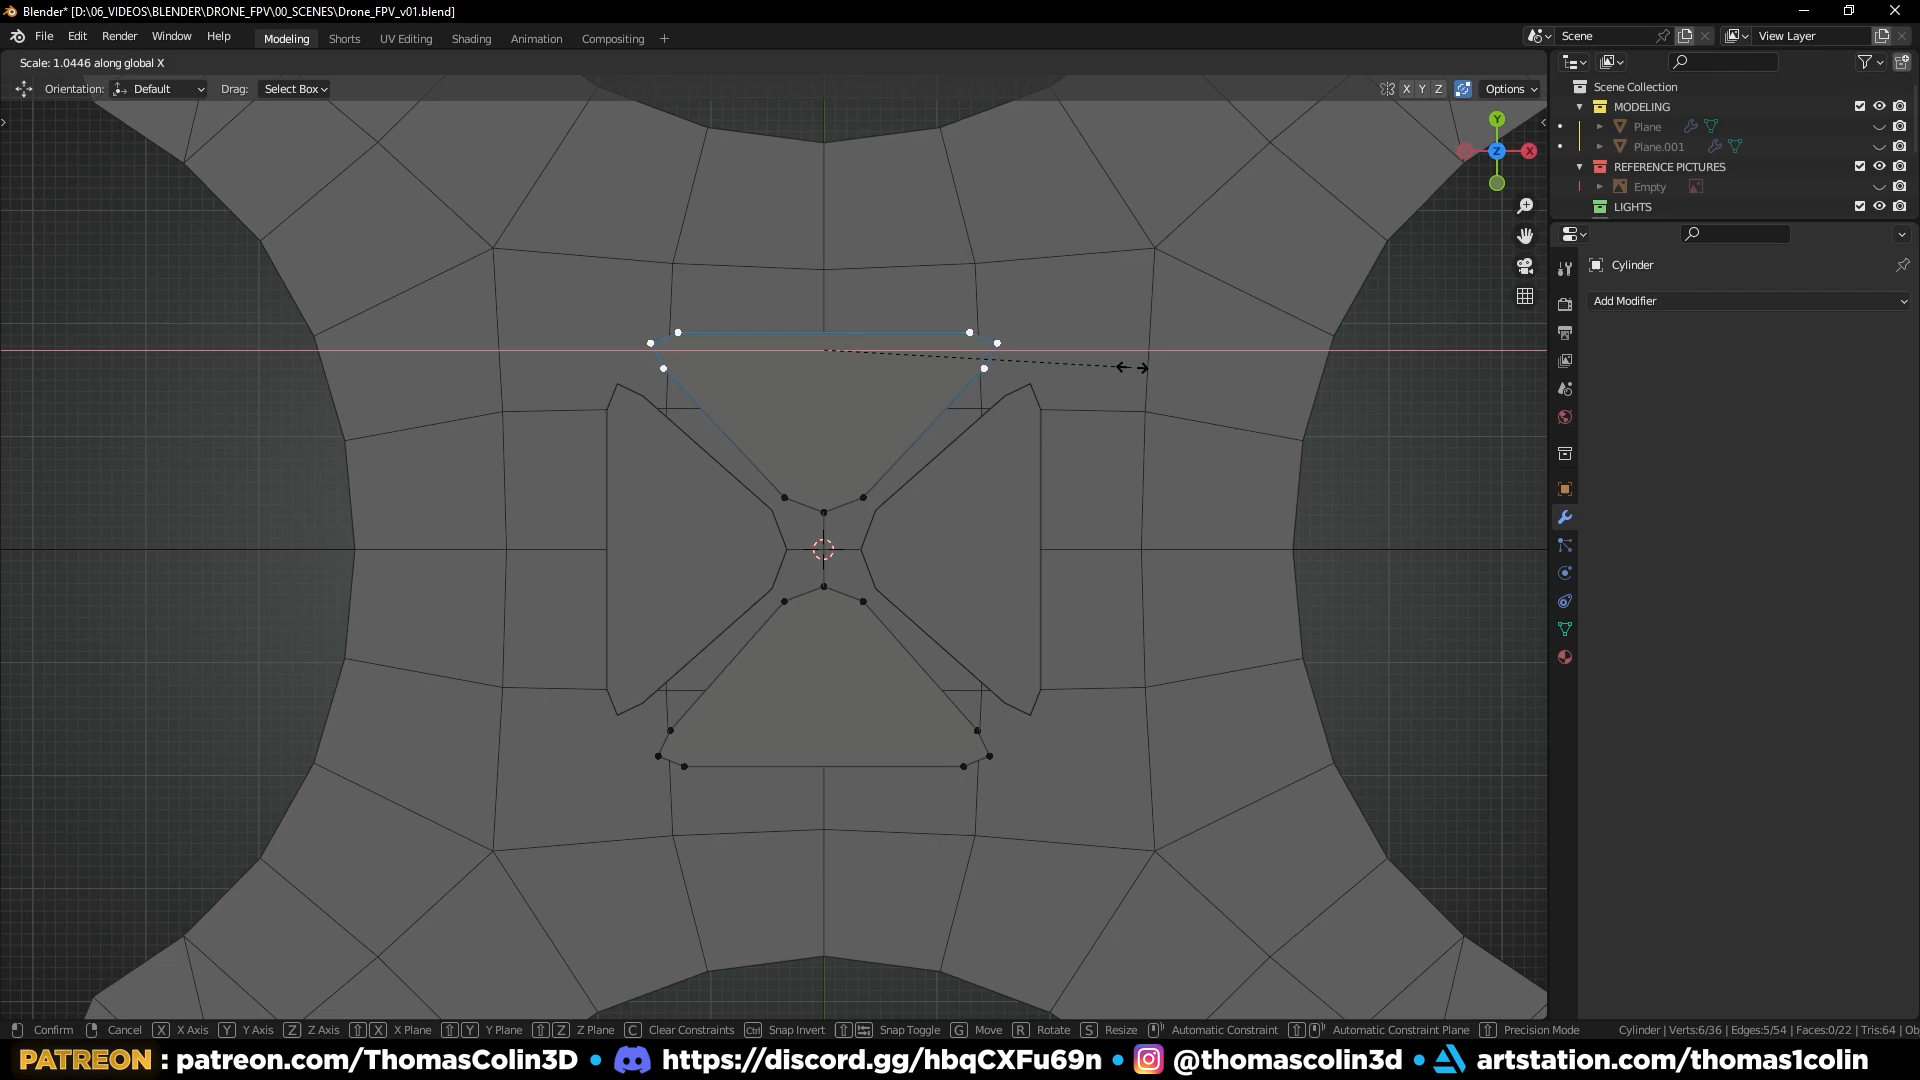 Blender* [D:\06_VIDEOS\BLENDER\DRONE_FPV\00_SCENES\Drone_FPV_v01.blend]
File Edit Render Window Help Modeling Shorts UV Editing Shading Animation Compositing + Scene View Layer
Scale: 1.0446 along global X
Orientation: Default Drag: Select Box X Y Z Options
Scene Collection
MODELING
Plane
Plane.001
REFERENCE PICTURES
Empty
LIGHTS
Y
Z
X
Cylinder
Add Modifier
Confirm Cancel X X Axis Y Y Axis Z Z Axis X X Plane Y Y Plane Z Z Plane C Clear Constraints Ctrl Snap Invert Snap Toggle G Move R Rotate S Resize Automatic Constraint Automatic Constraint Plane Precision Mode Cylinder | Verts:6/36 | Edges:5/54 | Faces:0/22 | Tris:64 | Ob
PATREON : patreon.com/ThomasColin3D • https://discord.gg/hbqCXFu69n • @thomascolin3d • artstation.com/thomas1colin